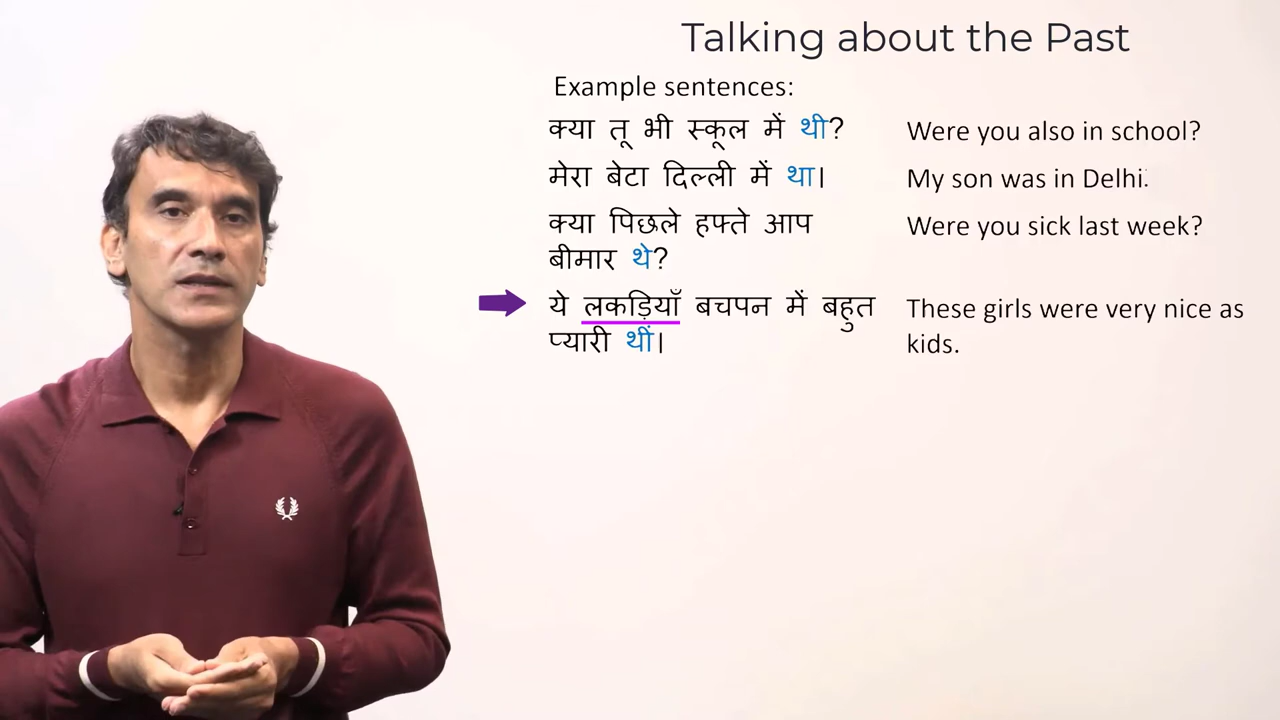 Talking about the Past
Example sentences:
क्या तू भी स्कूल में थी? Were you also in school?
मेरा बेटा दिल्ली में था। My son was in Delhi.
क्या पिछले हफ्ते आप Were you sick last week?
बीमार थे?
ये लकड़ियाँ बचपन में बहुत These girls were very nice as
प्यारी थीं। kids.